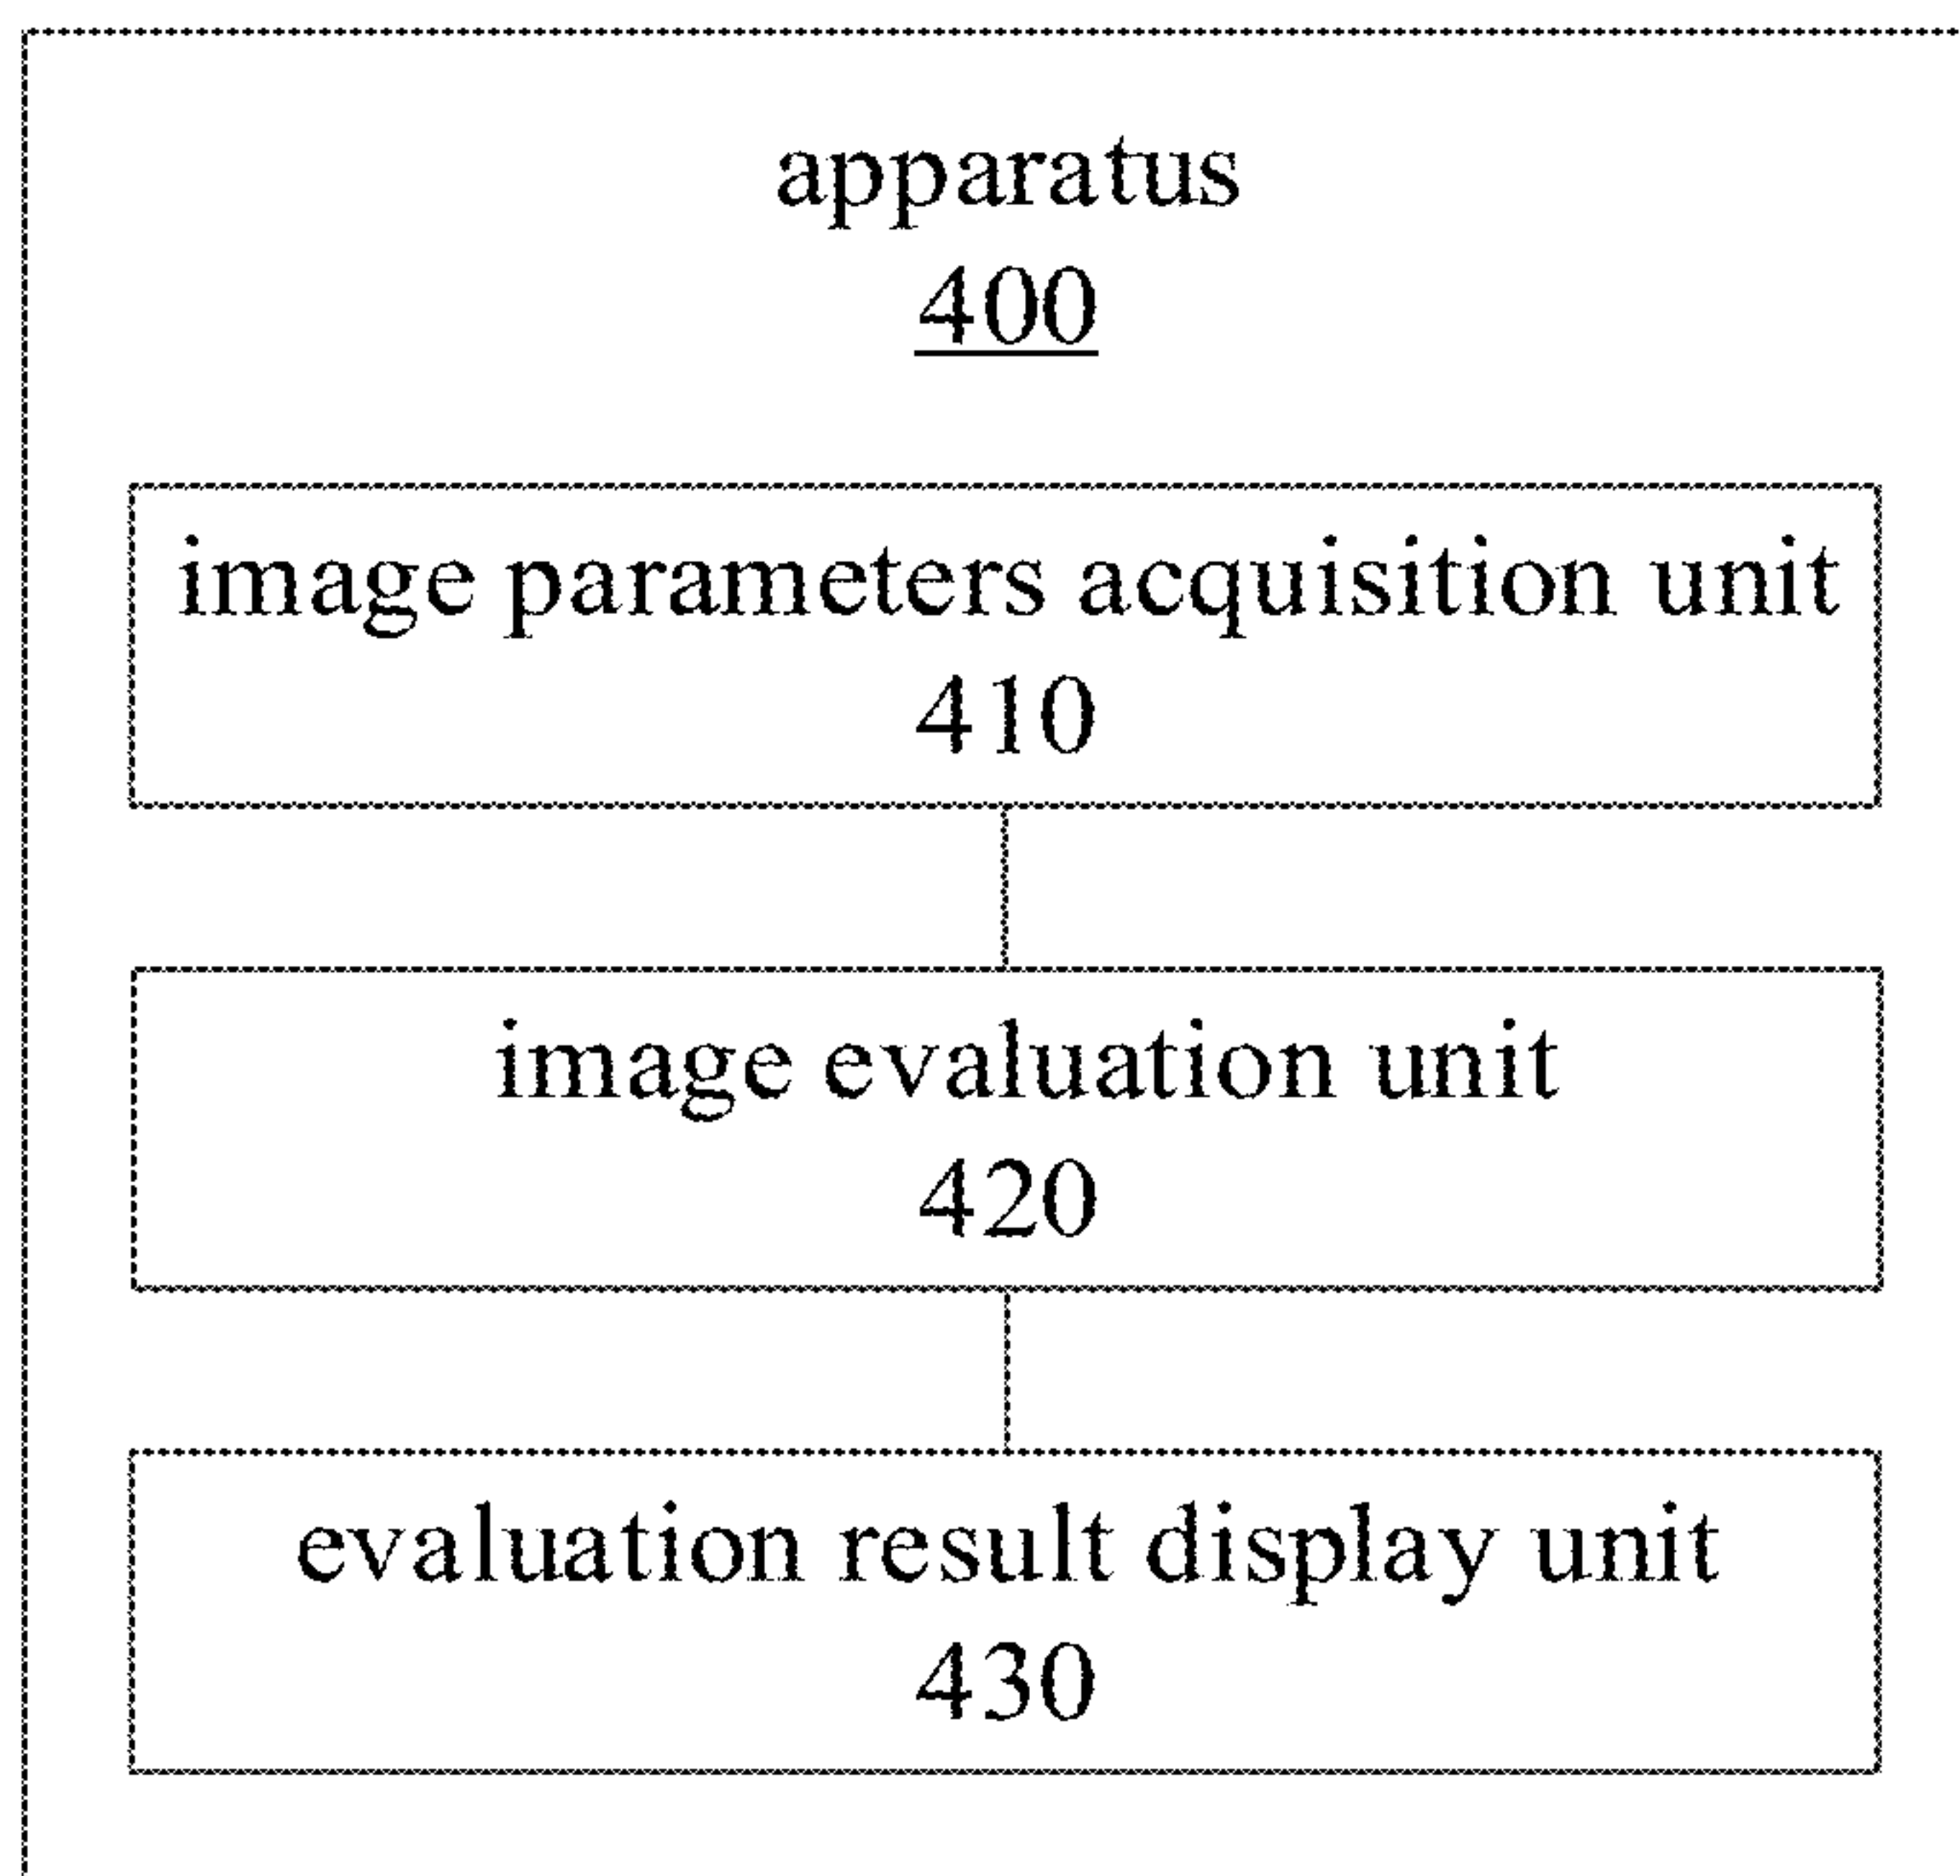 apparatus
400
image parameters acquisition unit
410
image evaluation unit
420
evaluation result display unit
430